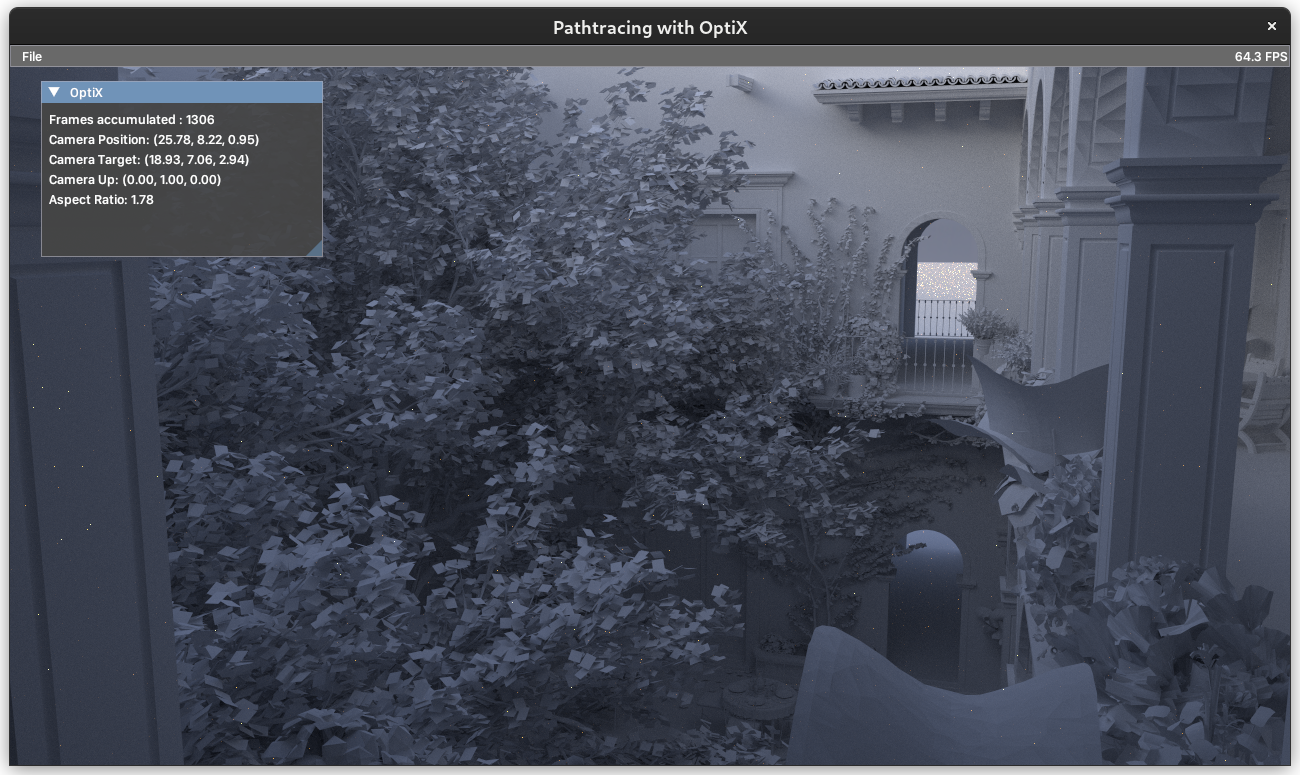 Pathtracing with OptiX
×
File
64.3 FPS
OptiX
Frames accumulated : 1306
Camera Position: (25.78, 8.22, 0.95)
Camera Target: (18.93, 7.06, 2.94)
Camera Up: (0.00, 1.00, 0.00)
Aspect Ratio: 1.78